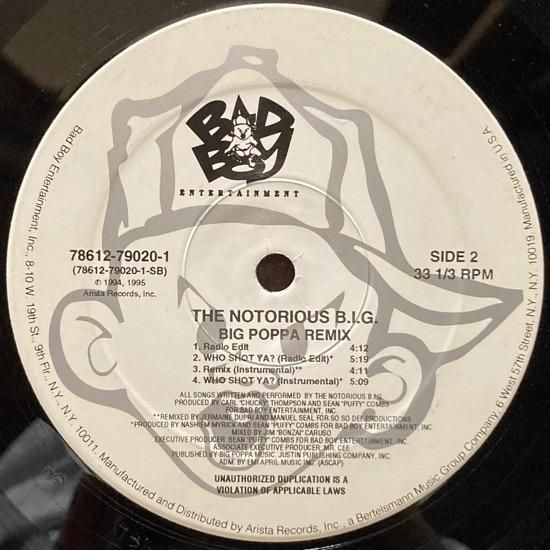 BAD BOY
ENTERTAINMENT
78612-79020-1
(78612-79020-1-SB)
℗ © 1994, 1995
Arista Records, Inc.
SIDE 2
33 1/3 RPM
THE NOTORIOUS B.I.G.
BIG POPPA REMIX
1. Radio Edit 4:12
2. WHO SHOT YA? (Radio Edit)* 5:19
3. Remix (Instrumental)** 4:11
4. WHO SHOT YA? (Instrumental)* 5:09
ALL SONGS WRITTEN AND PERFORMED BY THE NOTORIOUS B.I.G.
PRODUCED BY CARL "CHUCKY" THOMPSON AND SEAN "PUFFY" COMBS
FOR BAD BOY ENTERTAINMENT, INC.
**REMIXED BY JERMAINE DUPRI AND MANUEL SEAL FOR SO SO DEF PRODUCTIONS
*PRODUCED BY NASHIEM MYRICK AND SEAN "PUFFY" COMBS FOR BAD BOY ENTERTAINMENT, INC.
MIXED BY JIM "BONZAI" CARUSO
EXECUTIVE PRODUCER: SEAN "PUFFY" COMBS FOR BAD BOY ENTERTAINMENT, INC.
ASSOCIATE EXECUTIVE PRODUCER: MR. CEE
PUBLISHED BY BIG POPPA MUSIC, JUSTIN PUBLISHING COMPANY, INC.
ADM. BY EMI APRIL MUSIC INC. (ASCAP)
UNAUTHORIZED DUPLICATION IS A
VIOLATION OF APPLICABLE LAWS
Bad Boy Entertainment, Inc., 8-10 W. 19th St., 9th Flr., N.Y., N.Y. 10011. Manufactured and Distributed by Arista Records, Inc., a Bertelsmann Music Group Company, 6 West 57th Street, N.Y., N.Y. 10019 Manufactured in U.S.A.